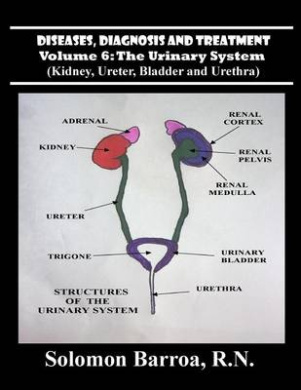 DISEASES, DIAGNOSIS AND TREATMENT
Volume 6: The Urinary System
(Kidney, Ureter, Bladder and Urethra)
ADRENAL
RENAL
CORTEX
KIDNEY
RENAL
PELVIS
RENAL
MEDULLA
URETER
TRIGONE
URINARY
BLADDER
STRUCTURES
OF THE
URINARY SYSTEM
URETHRA
Solomon Barroa, R.N.